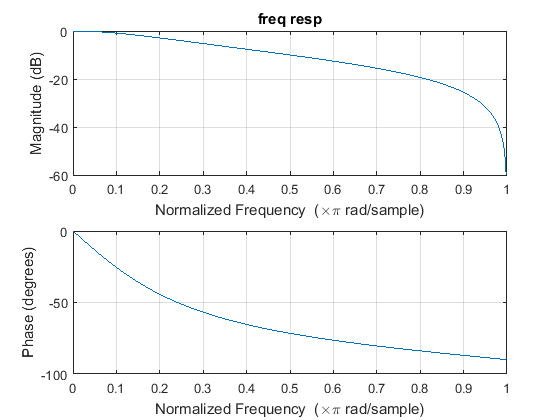 freq resp
Magnitude (dB)
0
-20
-40
-60
0 0.1 0.2 0.3 0.4 0.5 0.6 0.7 0.8 0.9 1
Normalized Frequency (×π rad/sample)
Phase (degrees)
0
-50
-100
0 0.1 0.2 0.3 0.4 0.5 0.6 0.7 0.8 0.9 1
Normalized Frequency (×π rad/sample)